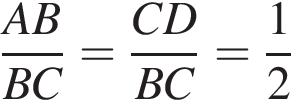 AB/BC = CD/BC = 1/2